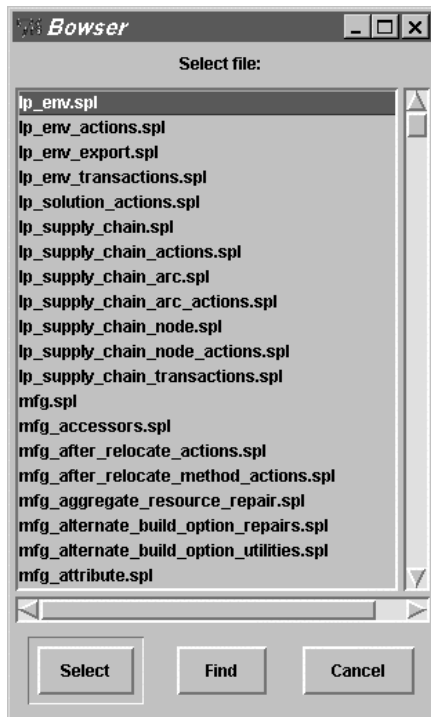 Bowser
Select file:
lp_env.spl
lp_env_actions.spl
lp_env_export.spl
lp_env_transactions.spl
lp_solution_actions.spl
lp_supply_chain.spl
lp_supply_chain_actions.spl
lp_supply_chain_arc.spl
lp_supply_chain_arc_actions.spl
lp_supply_chain_node.spl
lp_supply_chain_node_actions.spl
lp_supply_chain_transactions.spl
mfg.spl
mfg_accessors.spl
mfg_after_relocate_actions.spl
mfg_after_relocate_method_actions.spl
mfg_aggregate_resource_repair.spl
mfg_alternate_build_option_repairs.spl
mfg_alternate_build_option_utilities.spl
mfg_attribute.spl
Select Find Cancel